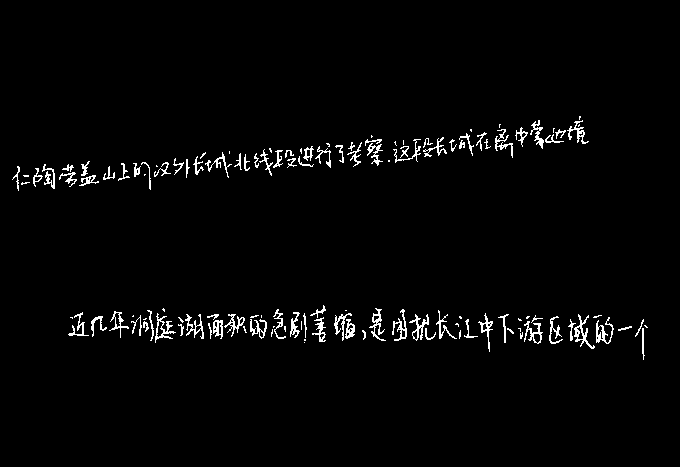 仁陶劳盖山上的汉外长城北线段进行了考察.这段长城在离中蒙边境
近几年洞庭湖面积的急剧萎缩,是困扰长江中下游区域的一个